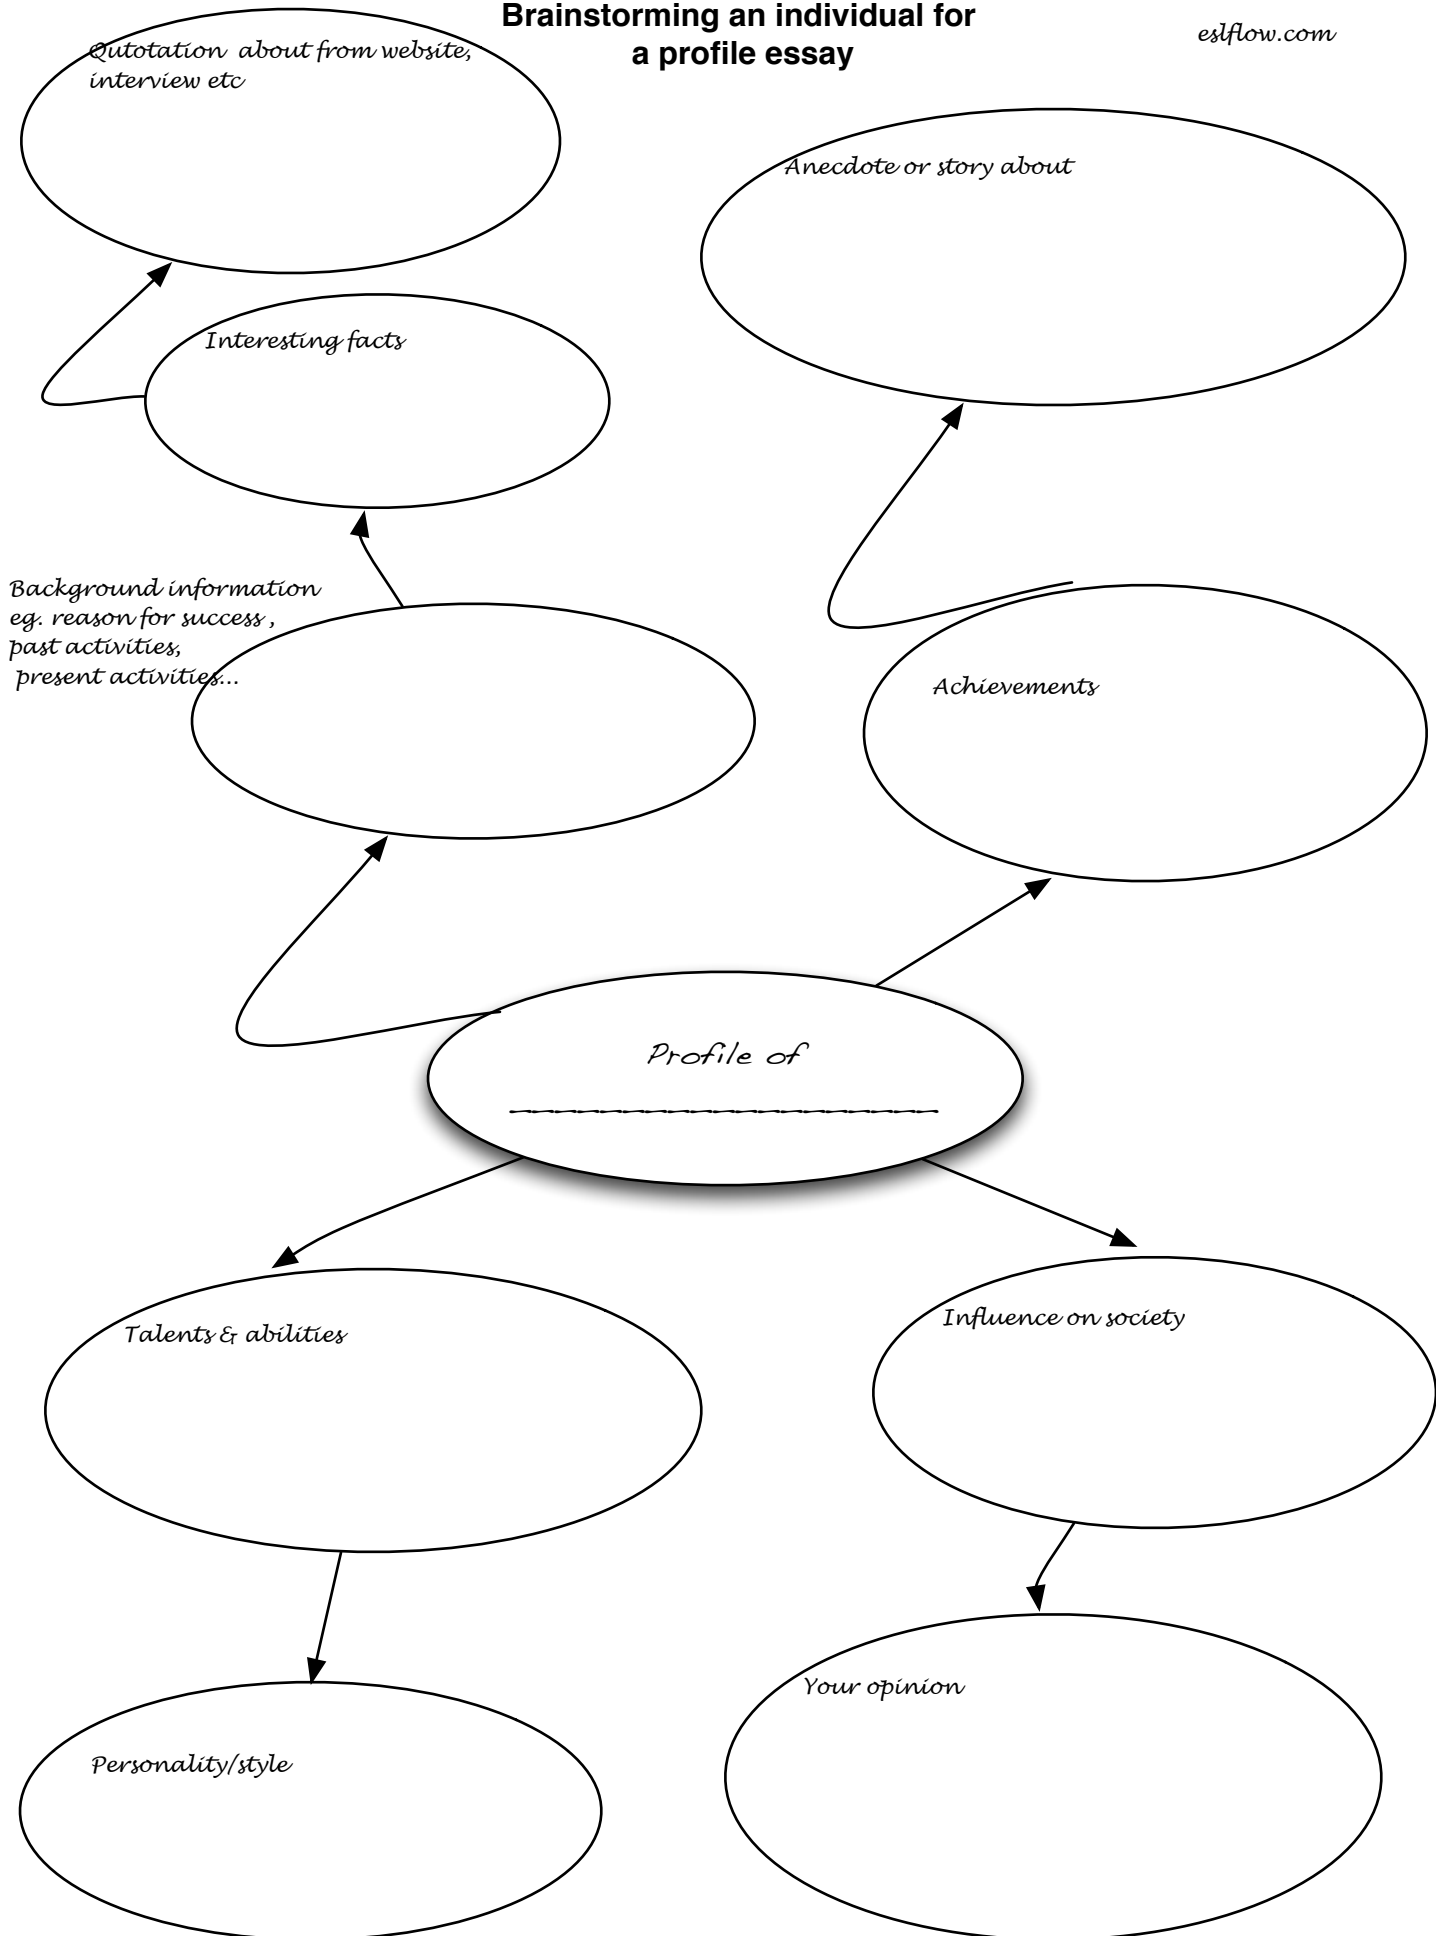 Brainstorming an individual for
a profile essay
eslflow.com
Qutotation about from website,
interview etc
Anecdote or story about
Interesting facts
Background information
eg. reason for success ,
past activities,
present activities...
Achievements
Profile of
___________________
Talents & abilities
Influence on society
Your opinion
Personality/style